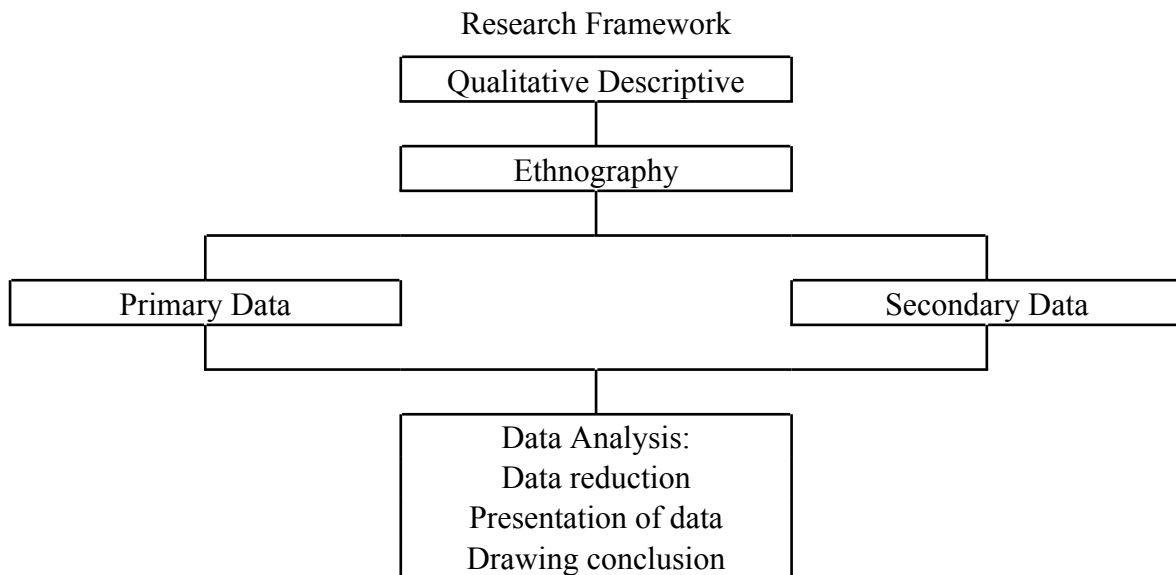 Research Framework
Qualitative Descriptive
Ethnography
Primary Data
Secondary Data
Data Analysis:
Data reduction
Presentation of data
Drawing conclusion